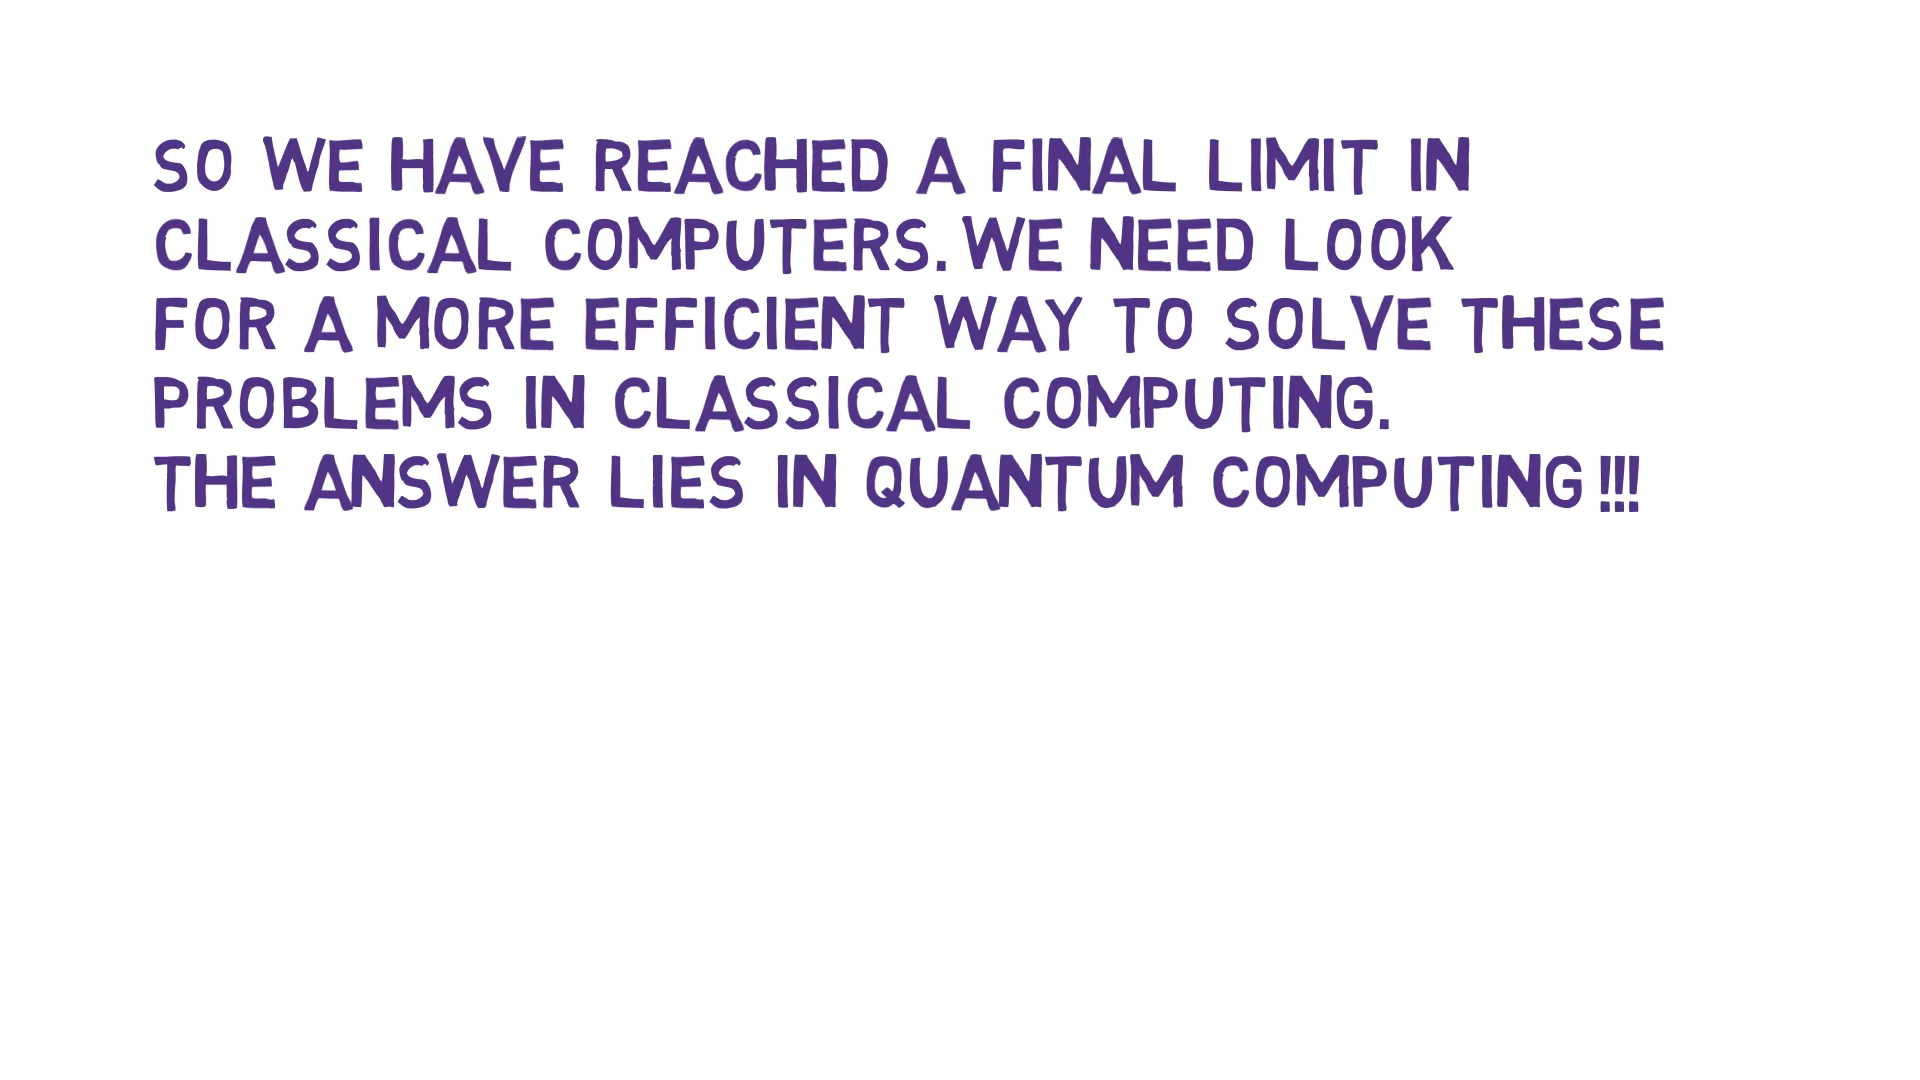 SO WE HAVE REACHED A FINAL LIMIT IN
CLASSICAL COMPUTERS. WE NEED LOOK
FOR A MORE EFFICIENT WAY TO SOLVE THESE
PROBLEMS IN CLASSICAL COMPUTING.
THE ANSWER LIES IN QUANTUM COMPUTING !!!